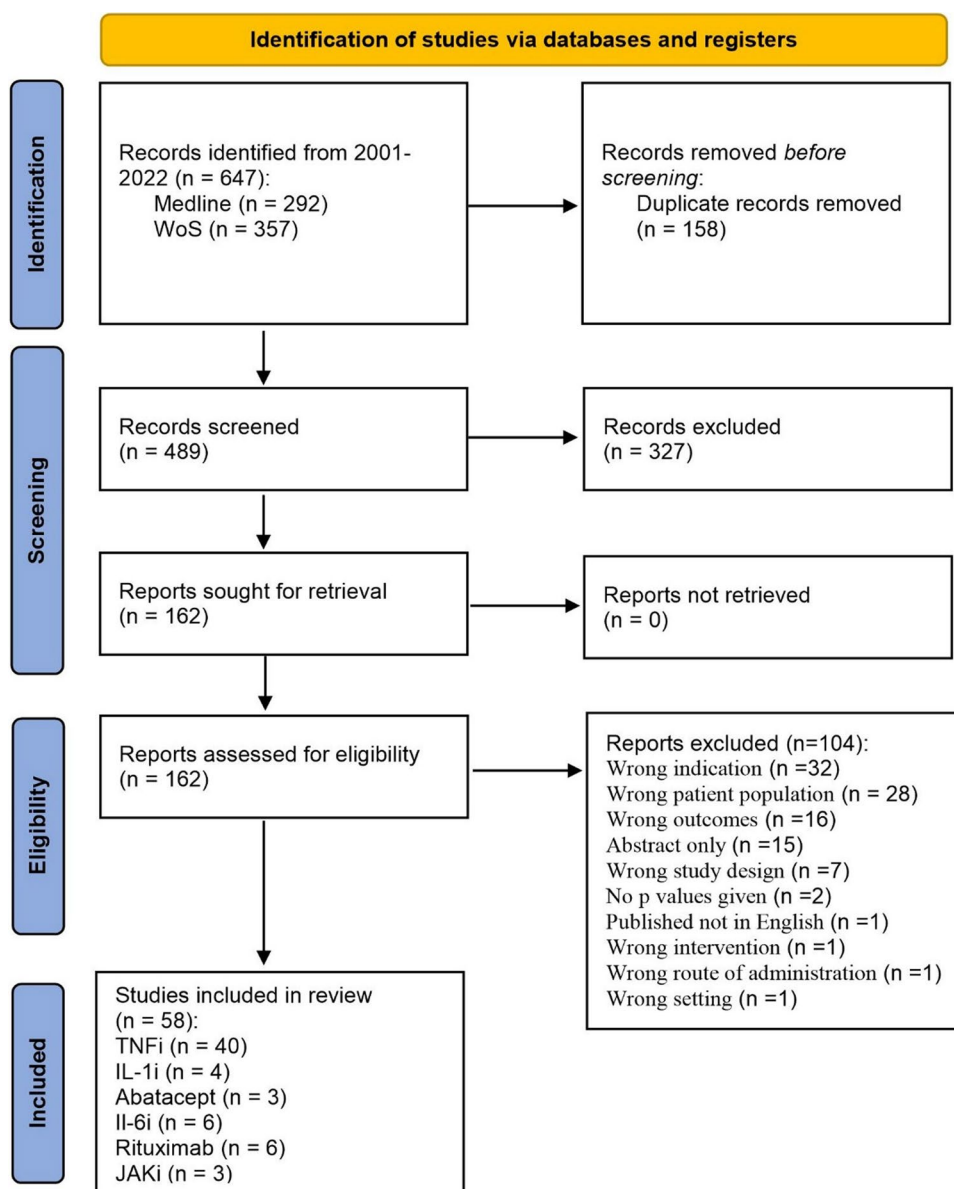 Identification of studies via databases and registers
Identification
Records identified from 2001-
2022 (n = 647):
Medline (n = 292)
WoS (n = 357)
Records removed before
screening:
Duplicate records removed
(n = 158)
Screening
Records screened
(n = 489)
Records excluded
(n = 327)
Reports sought for retrieval
(n = 162)
Reports not retrieved
(n = 0)
Eligibility
Reports assessed for eligibility
(n = 162)
Reports excluded (n=104):
Wrong indication (n =32)
Wrong patient population (n = 28)
Wrong outcomes (n =16)
Abstract only (n =15)
Wrong study design (n =7)
No p values given (n =2)
Published not in English (n =1)
Wrong intervention (n =1)
Wrong route of administration (n =1)
Wrong setting (n =1)
Included
Studies included in review
(n = 58):
TNFi (n = 40)
IL-1i (n = 4)
Abatacept (n = 3)
Il-6i (n = 6)
Rituximab (n = 6)
JAKi (n = 3)